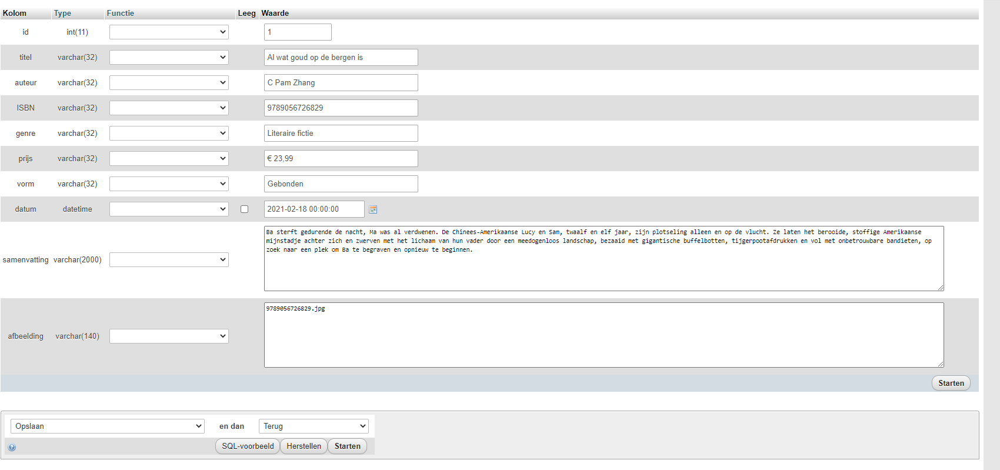 Kolom Type Functie Leeg Waarde
id int(11) 1
titel varchar(32) Al wat goud op de bergen is
auteur varchar(32) C Pam Zhang
ISBN varchar(32) 9789056726829
genre varchar(32) Literaire fictie
prijs varchar(32) € 23,99
vorm varchar(32) Gebonden
datum datetime 2021-02-18 00:00:00
Ba sterft gedurende de nacht, Ma was al verdwenen. De Chinees-Amerikaanse Lucy en Sam, twaalf en elf jaar, zijn plotseling alleen en op de vlucht. Ze laten het berooide, stoffige Amerikaanse
mijnstadje achter zich en zwerven met het lichaam van hun vader door een meedogenloos landschap, bezaaid met gigantische buffelbotten, tijgerpootafdrukken en vol met onbetrouwbare bandieten, op
zoek naar een plek om Ba te begraven en opnieuw te beginnen.
samenvatting varchar(2000)
9789056726829.jpg
afbeelding varchar(140)
Starten
Opslaan en dan Terug
SQL-voorbeeld Herstellen Starten